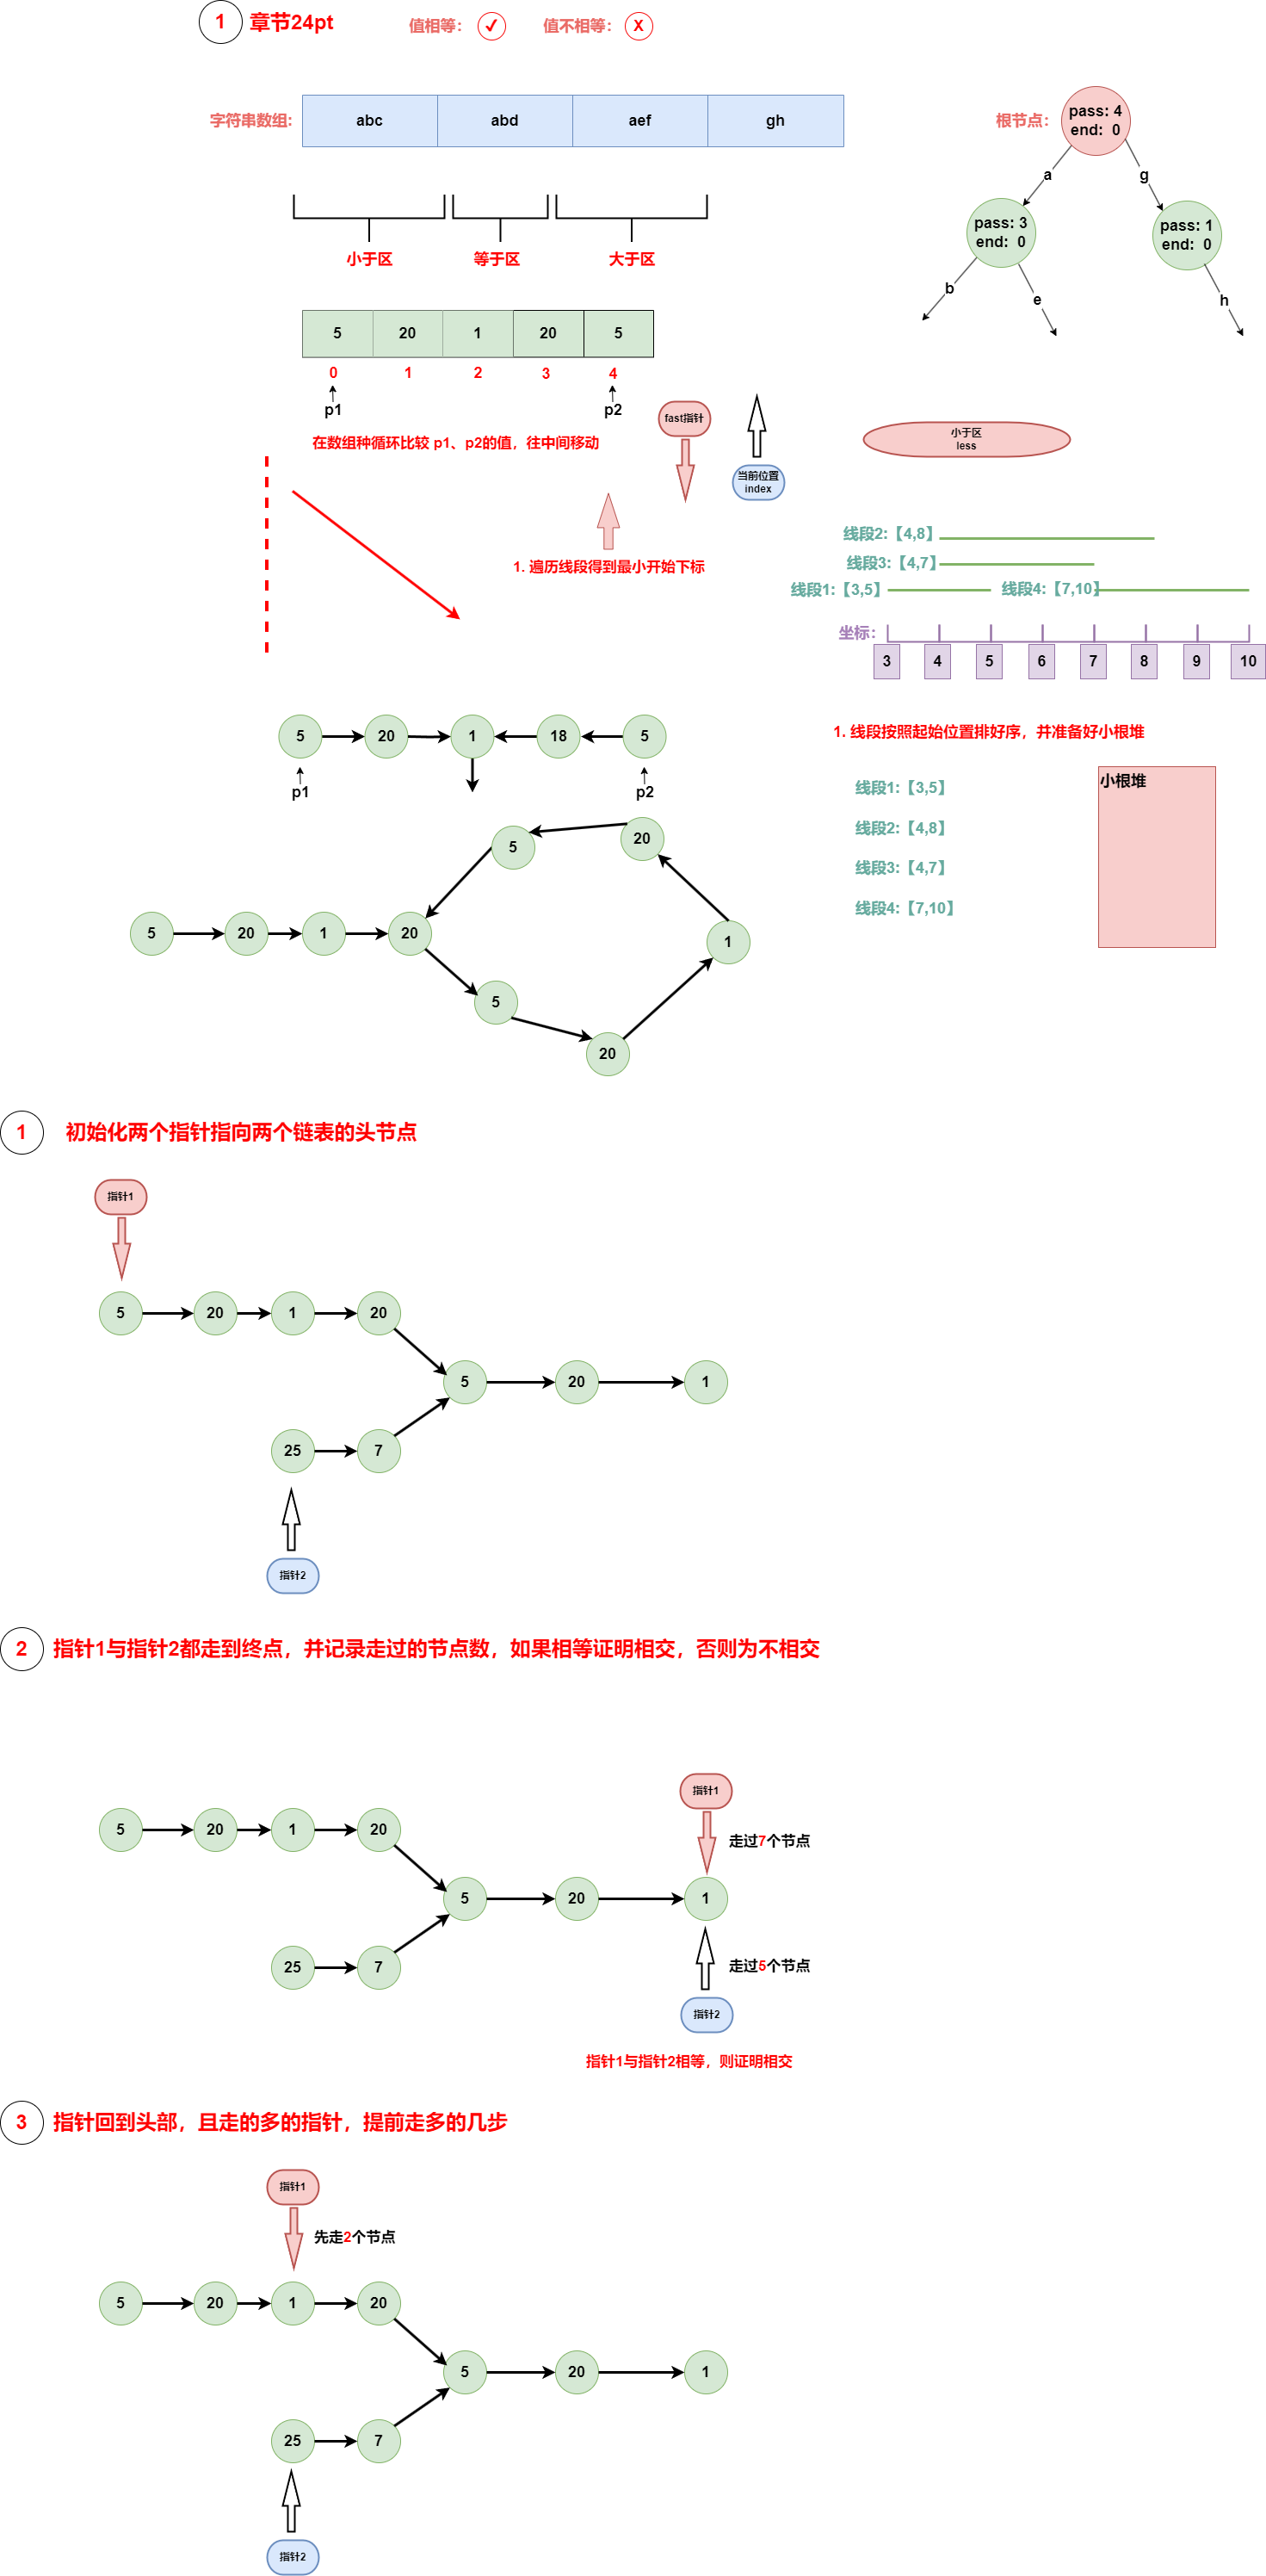 1 章节24pt 值相等： ✓ 值不相等： X
字符串数组: abc abd aef gh
根节点： pass: 4
end: 0
a g
pass: 3
end: 0
pass: 1
end: 0
b e h
小于区 等于区 大于区
5 20 1 20 5
0 1 2 3 4
p1 p2
在数组种循环比较 p1、p2的值，往中间移动
fast指针
当前位置
index
小于区
less
1. 遍历线段得到最小开始下标
线段2:【4,8】
线段3:【4,7】
线段1:【3,5】 线段4:【7,10】
坐标：
3 4 5 6 7 8 9 10
5 20 1 18 5
p1 p2
1. 线段按照起始位置排好序，并准备好小根堆
小根堆
线段1:【3,5】
线段2:【4,8】
线段3:【4,7】
线段4:【7,10】
5 20
5 20 1 20 1
5
20
1 初始化两个指针指向两个链表的头节点
指针1
5 20 1 20
5 20 1
25 7
指针2
2 指针1与指针2都走到终点，并记录走过的节点数，如果相等证明相交，否则为不相交
指针1
走过7个节点
5 20 1 20
5 20 1
25 7
走过5个节点
指针2
指针1与指针2相等，则证明相交
3 指针回到头部，且走的多的指针，提前走多的几步
指针1
先走2个节点
5 20 1 20
5 20 1
25 7
指针2